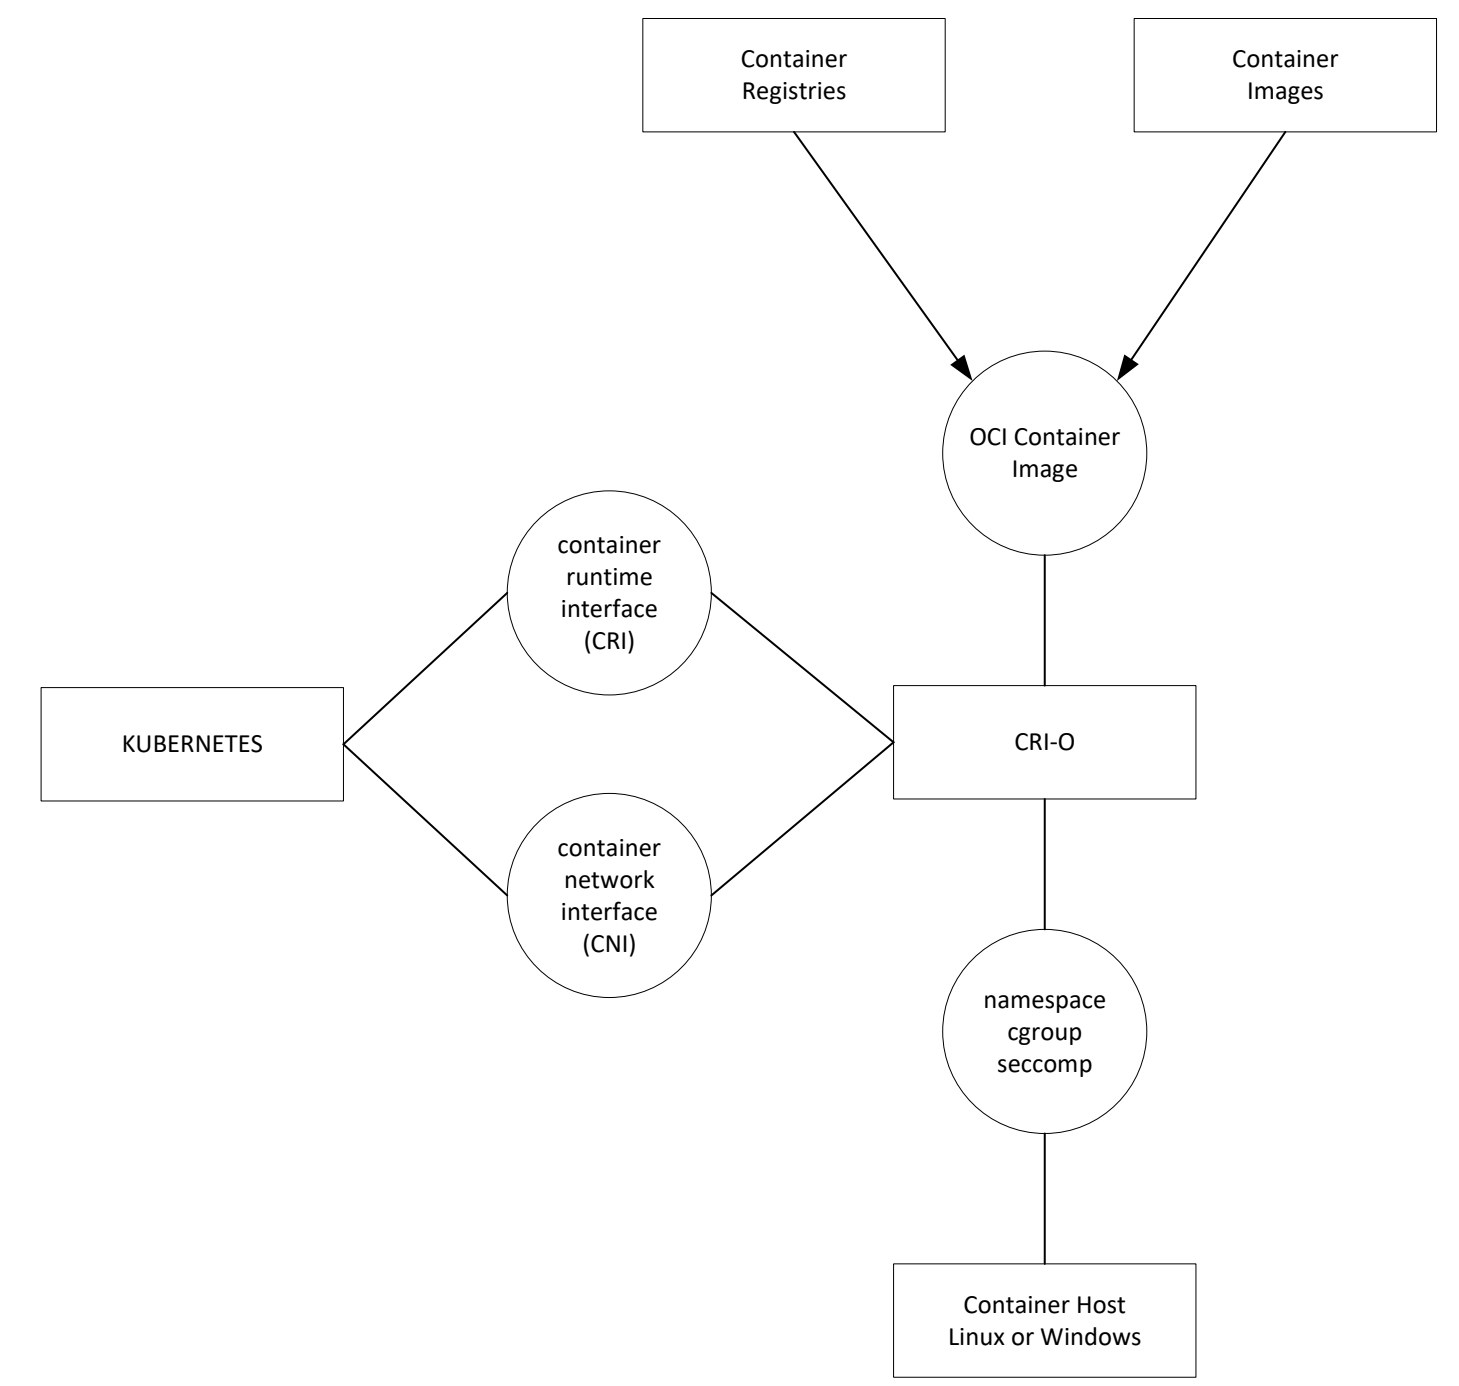 Container
Registries
Container
Images
OCI Container
Image
container
runtime
interface
(CRI)
KUBERNETES
CRI-O
container
network
interface
(CNI)
namespace
cgroup
seccomp
Container Host
Linux or Windows